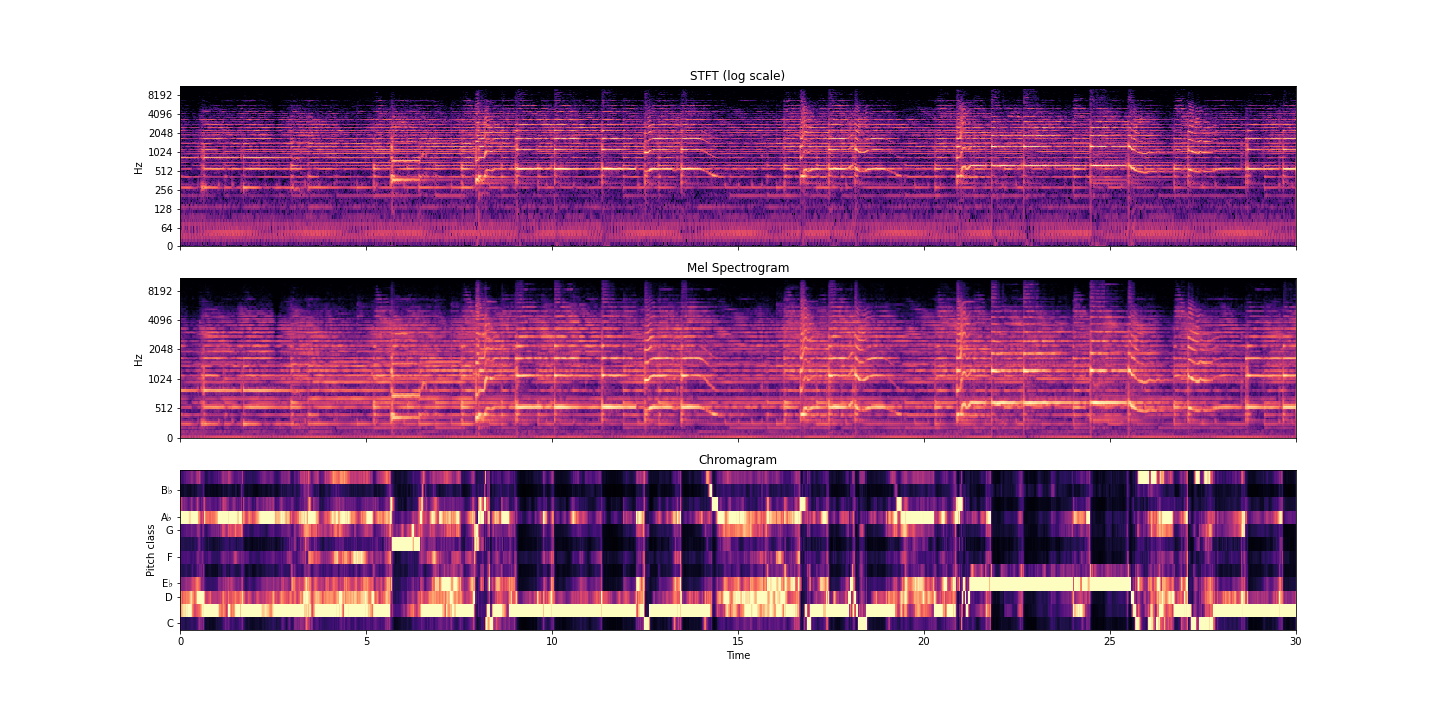 STFT (log scale)
8192
4096
2048
1024
512
256
128
64
0
Hz
Mel Spectrogram
8192
4096
2048
1024
512
0
Hz
Chromagram
B♭
A♭
G
F
E♭
D
C
Pitch class
0 5 10 15 20 25 30
Time